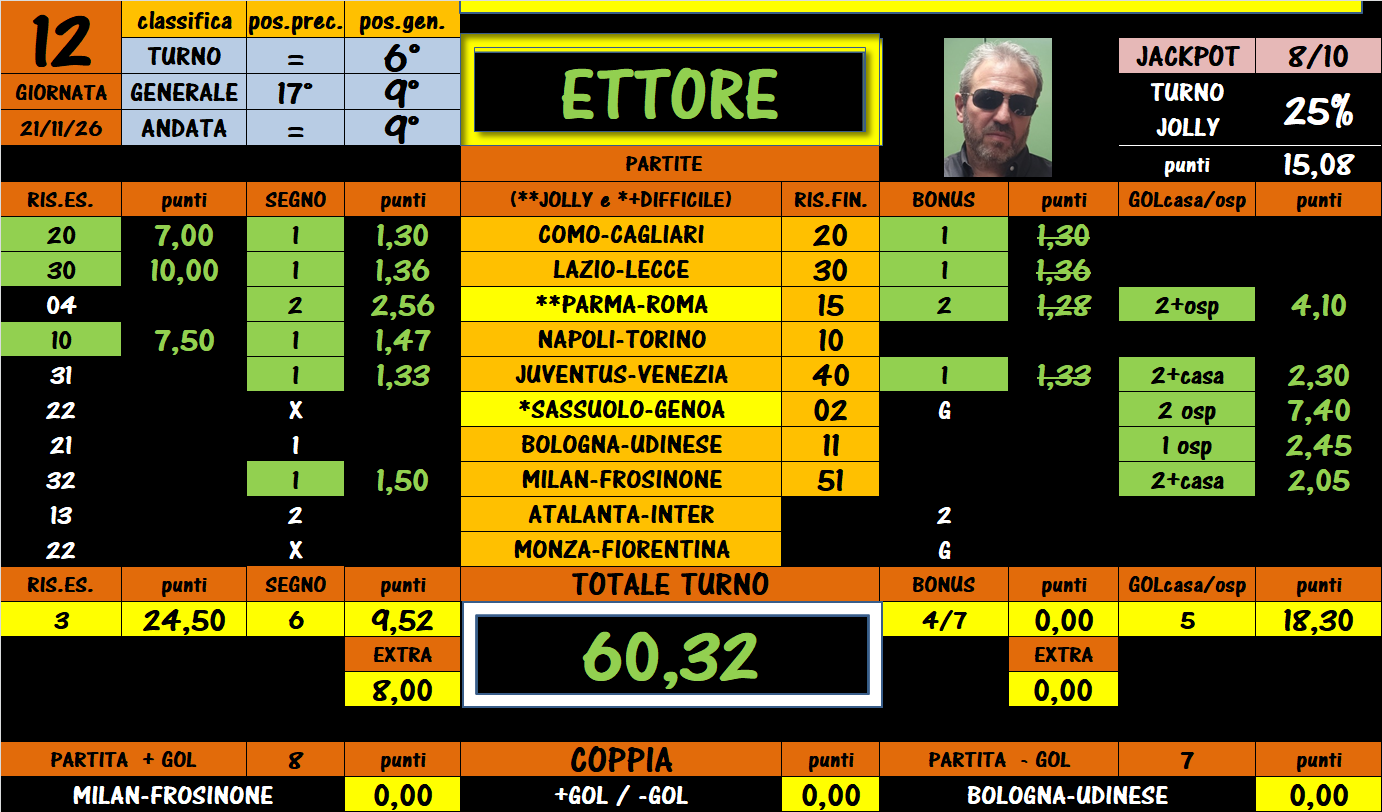 12 classifica pos.prec. pos.gen.
TURNO = 6° ETTORE JACKPOT 8/10
GIORNATA GENERALE 17° 9° TURNO JOLLY 25%
21/11/26 ANDATA = 9°
PARTITE punti 15,08
RIS.ES. punti SEGNO punti (**JOLLY e *+DIFFICILE) RIS.FIN. BONUS punti GOLcasa/osp punti
20 7,00 1 1,30 COMO-CAGLIARI 20 1 1,30
30 10,00 1 1,36 LAZIO-LECCE 30 1 1,36
04 2 2,56 **PARMA-ROMA 15 2 1,28 2+osp 4,10
10 7,50 1 1,47 NAPOLI-TORINO 10
31 1 1,33 JUVENTUS-VENEZIA 40 1 1,33 2+casa 2,30
22 X *SASSUOLO-GENOA 02 G 2 osp 7,40
21 1 BOLOGNA-UDINESE 11 1 osp 2,45
32 1 1,50 MILAN-FROSINONE 51 2+casa 2,05
13 2 ATALANTA-INTER 2
22 X MONZA-FIORENTINA G
RIS.ES. punti SEGNO punti TOTALE TURNO BONUS punti GOLcasa/osp punti
3 24,50 6 9,52 60,32 4/7 0,00 5 18,30
EXTRA EXTRA
8,00 0,00
PARTITA + GOL 8 punti COPPIA punti PARTITA - GOL 7 punti
MILAN-FROSINONE 0,00 +GOL / -GOL 0,00 BOLOGNA-UDINESE 0,00